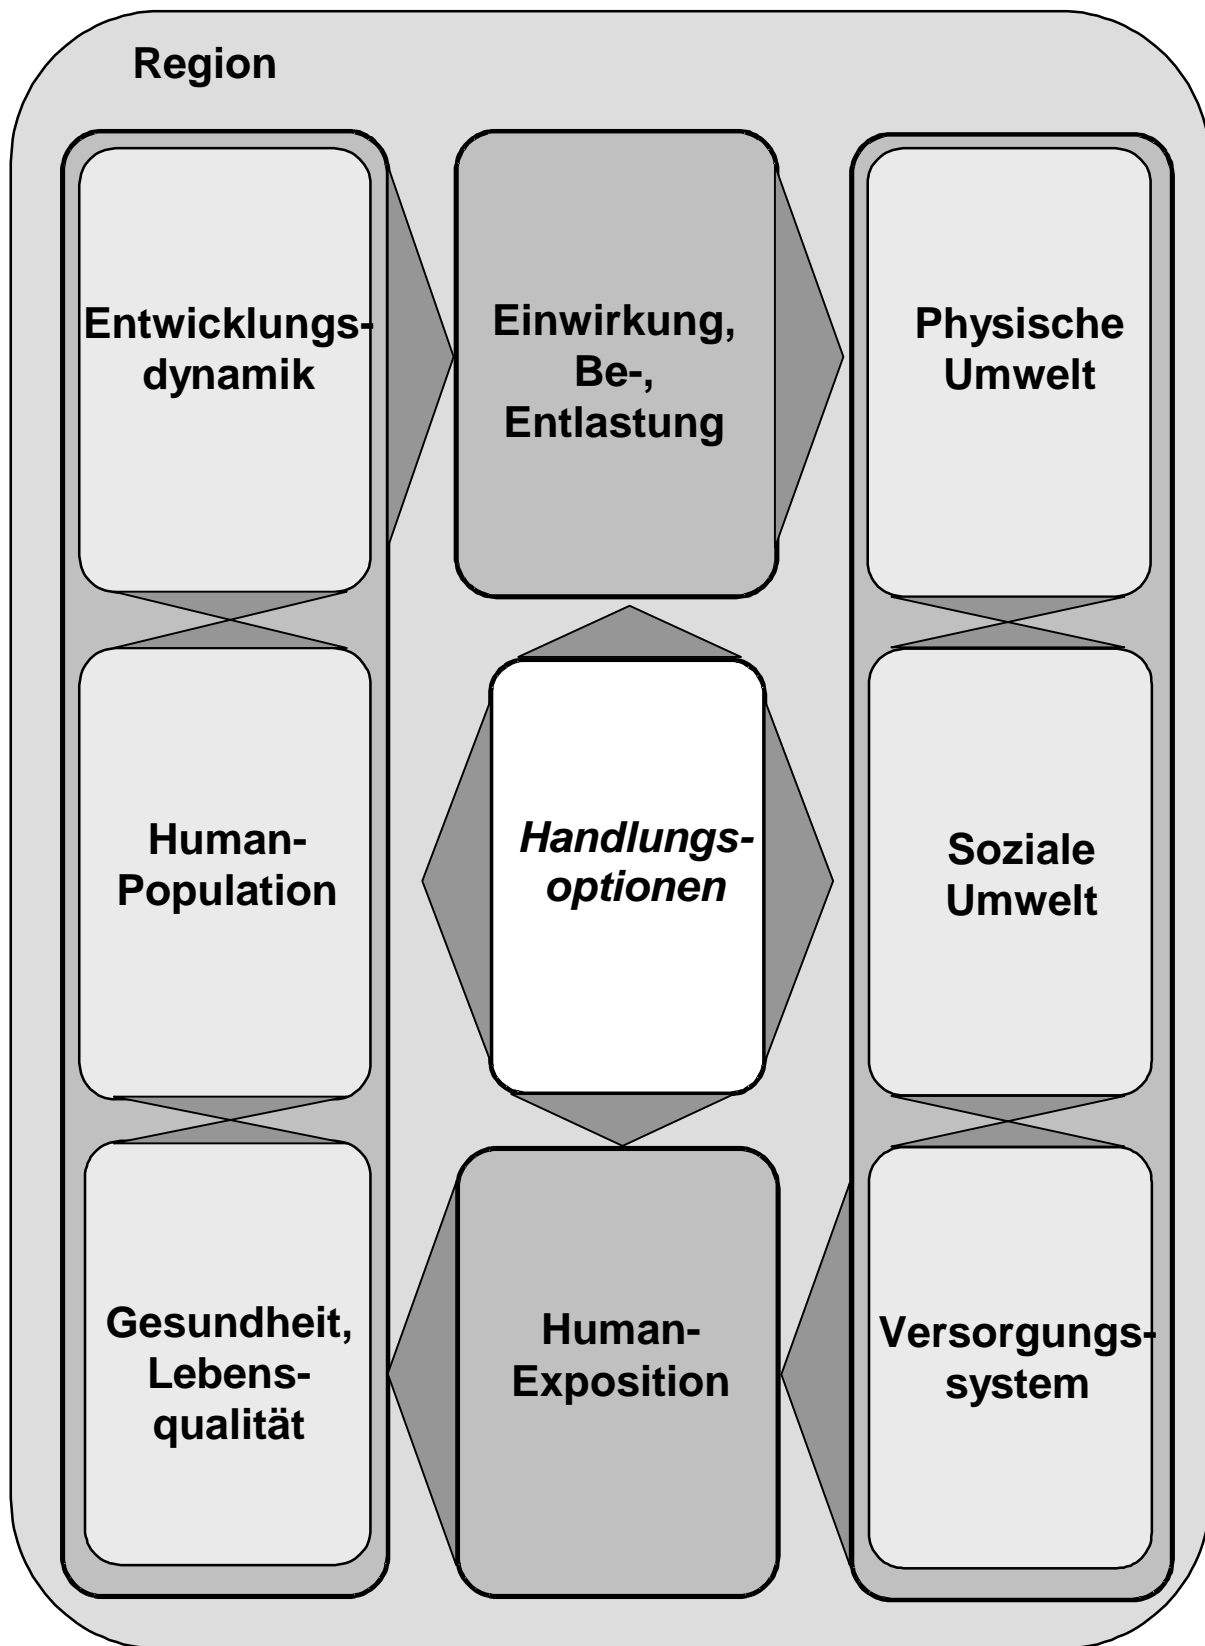 Region
Entwicklungs-
dynamik
Einwirkung,
Be-,
Entlastung
Physische
Umwelt
Human-
Population
Handlungs-
optionen
Soziale
Umwelt
Gesundheit,
Lebens-
qualität
Human-
Exposition
Versorgungs-
system